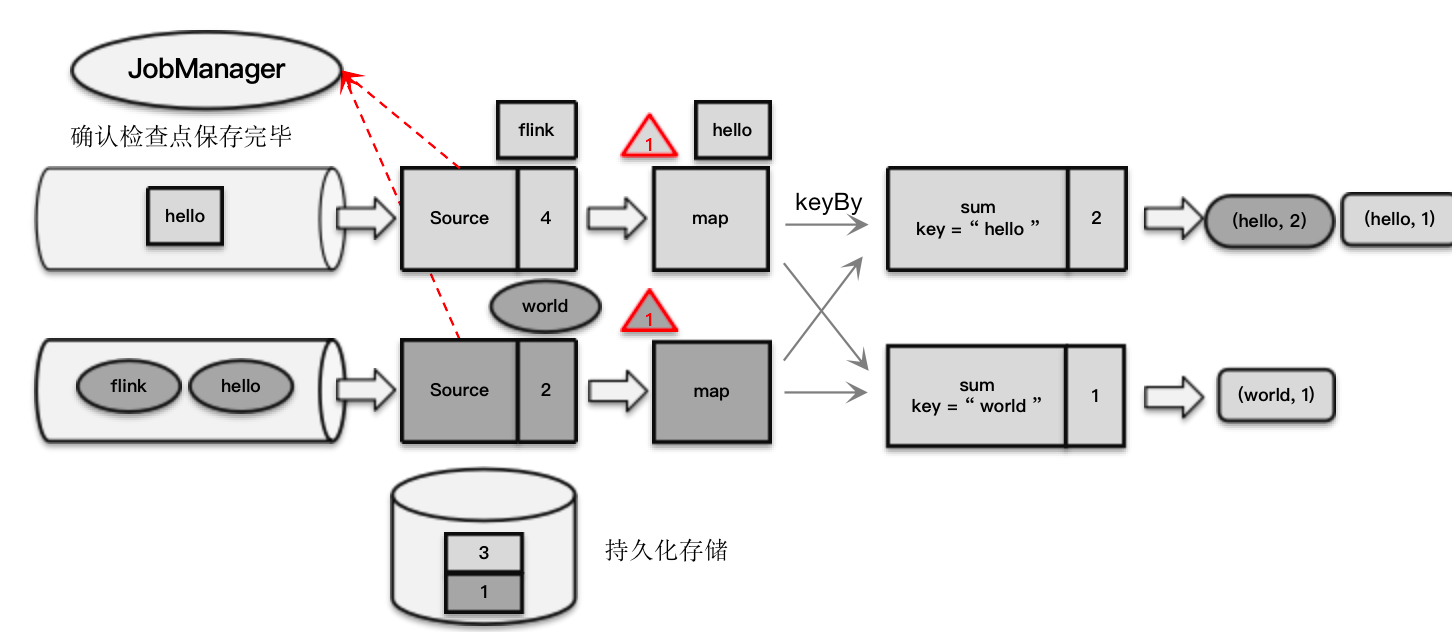 JobManager
确认检查点保存完毕
flink
1
hello
hello
Source
4
map
keyBy
sum
key = “ hello ”
2
(hello, 2)
(hello, 1)
world
1
flink
hello
Source
2
map
sum
key = “ world ”
1
(world, 1)
3
1
持久化存储